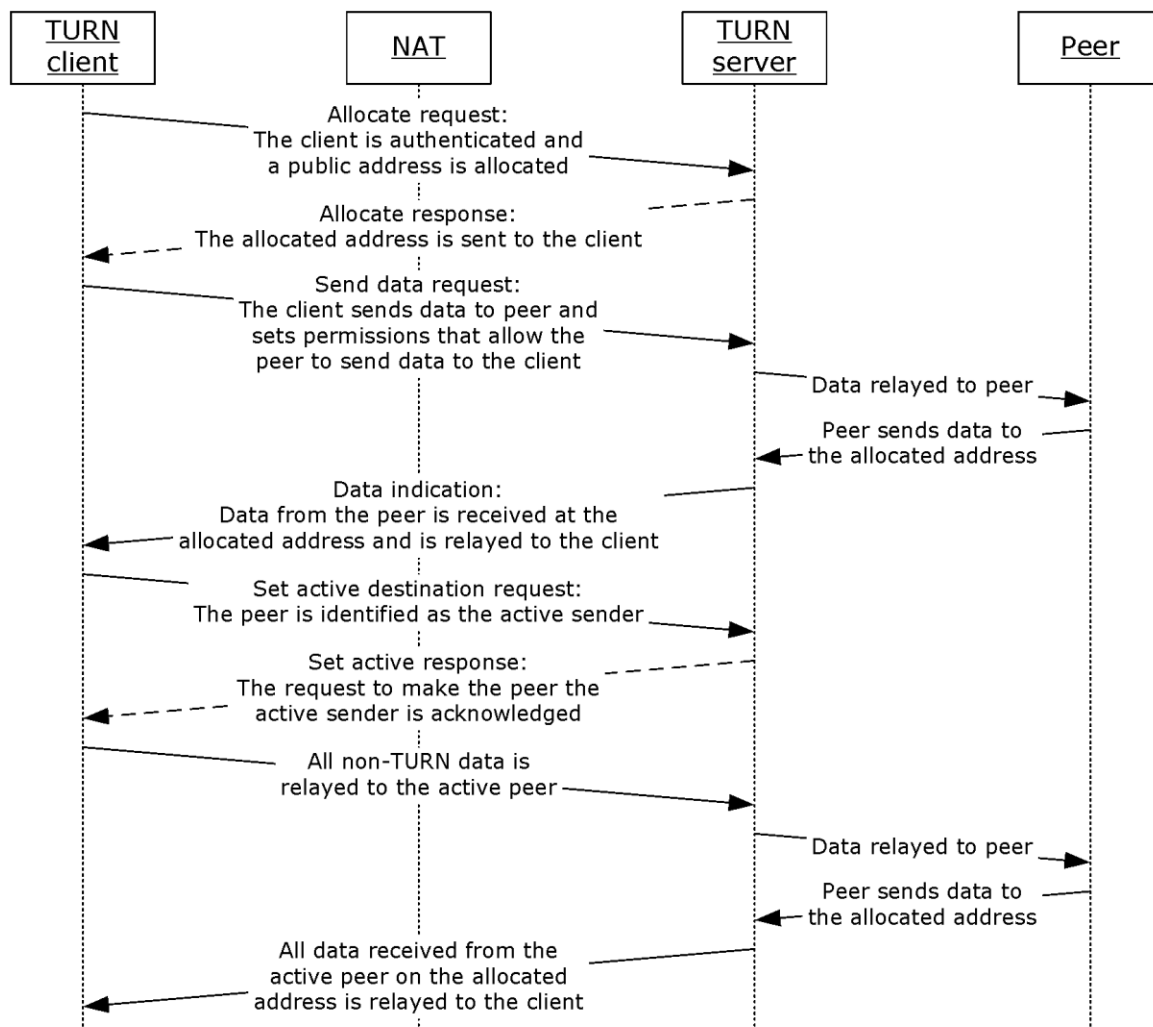 TURN
client
NAT
TURN
server
Peer
Allocate request:
The client is authenticated and
a public address is allocated
Allocate response:
The allocated address is sent to the client
Send data request:
The client sends data to peer and
sets permissions that allow the
peer to send data to the client
Data relayed to peer
Peer sends data to
the allocated address
Data indication:
Data from the peer is received at the
allocated address and is relayed to the client
Set active destination request:
The peer is identified as the active sender
Set active response:
The request to make the peer the
active sender is acknowledged
All non-TURN data is
relayed to the active peer
Data relayed to peer
Peer sends data to
the allocated address
All data received from the
active peer on the allocated
address is relayed to the client